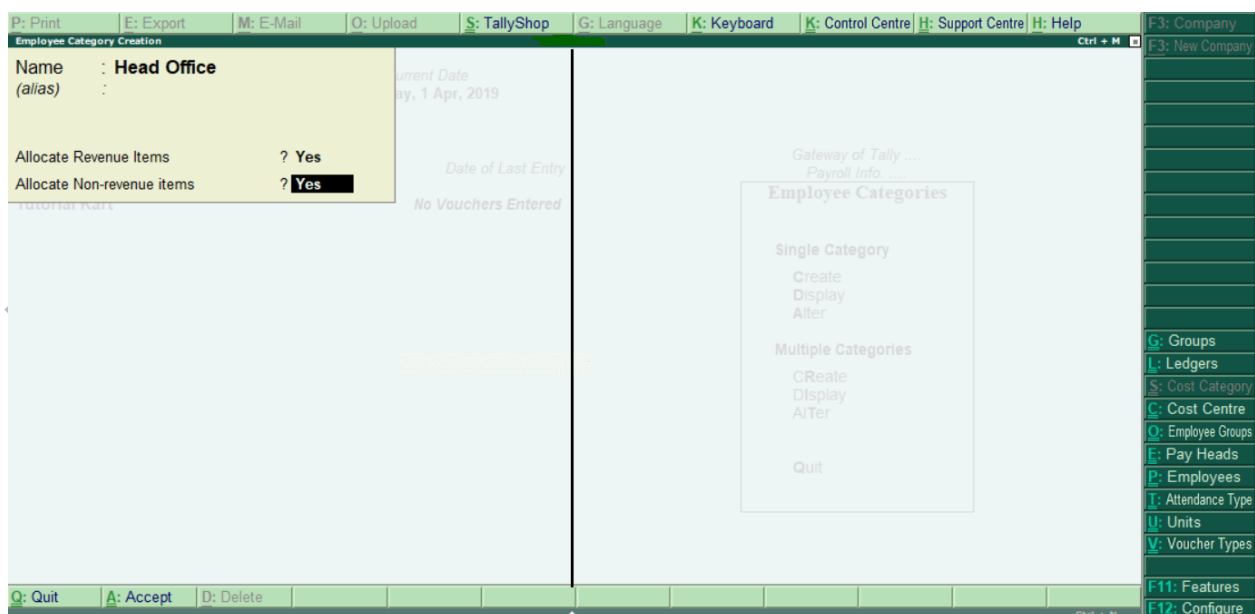 P: Print E: Export M: E-Mail O: Upload S: TallyShop G: Language K: Keyboard K: Control Centre H: Support Centre H: Help F3: Company
Employee Category Creation Ctrl + M F3: New Company
Name : Head Office
(alias) :
urrent Date
ay, 1 Apr, 2019
Allocate Revenue Items ? Yes
Allocate Non-revenue items ? Yes
Tutorial Kart
Date of Last Entry
No Vouchers Entered
Gateway of Tally ....
Payroll Info. ....
Employee Categories
Single Category
Create
Display
Alter
Multiple Categories
CReate
DIsplay
AlTer
Quit
G: Groups
L: Ledgers
S: Cost Category
C: Cost Centre
O: Employee Groups
E: Pay Heads
P: Employees
T: Attendance Type
U: Units
V: Voucher Types
F11: Features
F12: Configure
Q: Quit A: Accept D: Delete